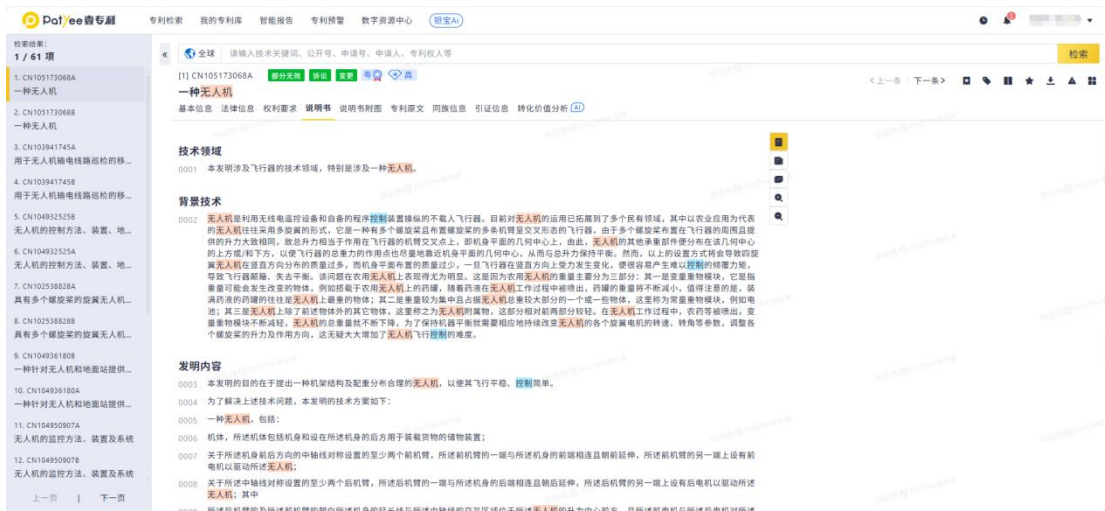 Patyee壹专利 专利检索 我的专利库 智能报告 专利预警 数字资源中心 钽宝Ai
检索结果:
1 / 61 项
全球 请输入技术关键词、公开号、申请号、申请人、专利权人等 检索
1. CN105173068A
一种无人机
2. CN105173068B
一种无人机
3. CN103941745A
用于无人机输电线路巡检的移...
4. CN103941745B
用于无人机输电线路巡检的移...
5. CN104932525B
无人机的控制方法、装置、地...
6. CN104932525A
无人机的控制方法、装置、地...
7. CN102538828A
具有多个螺旋桨的旋翼无人机...
8. CN102538828B
具有多个螺旋桨的旋翼无人机...
9. CN104936180B
一种针对无人机和地面站提供...
10. CN104936180A
一种针对无人机和地面站提供...
11. CN104950907A
无人机的监控方法、装置及系统
12. CN104950907B
无人机的监控方法、装置及系统
上一页 | 下一页
[1] CN105173068A 部分无效 诉讼 变更 粤 高
<上一条 下一条>
一种无人机
基本信息 法律信息 权利要求 说明书 说明书附图 专利原文 同族信息 引证信息 转化价值分析 AI
技术领域
0001 本发明涉及飞行器的技术领域，特别是涉及一种无人机。
背景技术
0002 无人机是利用无线电遥控设备和自备的程序控制装置操纵的不载人飞行器。目前对无人机的运用已拓展到了多个民有领域，其中以农业应用为代表
的无人机往往采用多旋翼的形式，它是一种有多个螺旋桨且布置螺旋桨的多条机臂呈交叉形态的飞行器，由于多个螺旋桨布置在飞行器的周围且提
供的升力大致相同，故总升力相当于作用在飞行器的机臂交叉点上，即机身平面的几何中心上，由此，无人机的其他承重部件便分布在该几何中心
的上方或/和下方，以使飞行器的总重力的作用点也尽量地靠近机身平面的几何中心，从而与总升力保持平衡。然而，以上的设置方式将会导致四旋
翼无人机在竖直方向分布的质量过多，而机身平面布置的质量过少，一旦飞行器在竖直方向上受力发生变化，便很容易产生难以控制的倾覆力矩，
导致飞行器颠簸、失去平衡。该问题在农用无人机上表现得尤为明显。这是因为农用无人机的重量主要分为三部分：其一是变量重物模块，它是指
重量可能会发生改变的物体，例如搭载于农用无人机上的药罐，随着药液在无人机工作过程中被喷出，药罐的重量将不断减小，值得注意的是，装
满药液的药罐的往往是无人机上最重的物体；其二是重量较为集中且占据无人机总重较大部分的一个或一些物体，这里称为常量重物模块，例如电
池；其三是无人机上除了前述物体外的其它物体，这里称之为无人机附属物，这部分相对前两部分较轻。在无人机工作过程中，农药等被喷出，变
量重物模块不断减轻，无人机的总重量就不断下降，为了保持机器平衡就需要相应地持续改变无人机的各个旋翼电机的转速、转角等参数，调整各
个螺旋桨的升力及作用方向，这无疑大大增加了无人机飞行控制的难度。
发明内容
0003 本发明的目的在于提出一种机架结构及配重分布合理的无人机，以使其飞行平稳、控制简单。
0004 为了解决上述技术问题，本发明的技术方案如下：
0005 一种无人机，包括：
0006 机体，所述机体包括机身和设在所述机身的后方用于装载货物的储物装置；
0007 关于所述机身前后方向的中轴线对称设置的至少两个前机臂，所述前机臂的一端与所述机身的前端相连且朝前延伸，所述前机臂的另一端上设有前
电机以驱动所述无人机；
0008 关于所述中轴线对称设置的至少两个后机臂，所述后机臂的一端与所述机身的后端相连且朝后延伸，所述后机臂的另一端上设有后电机以驱动所述
无人机；其中